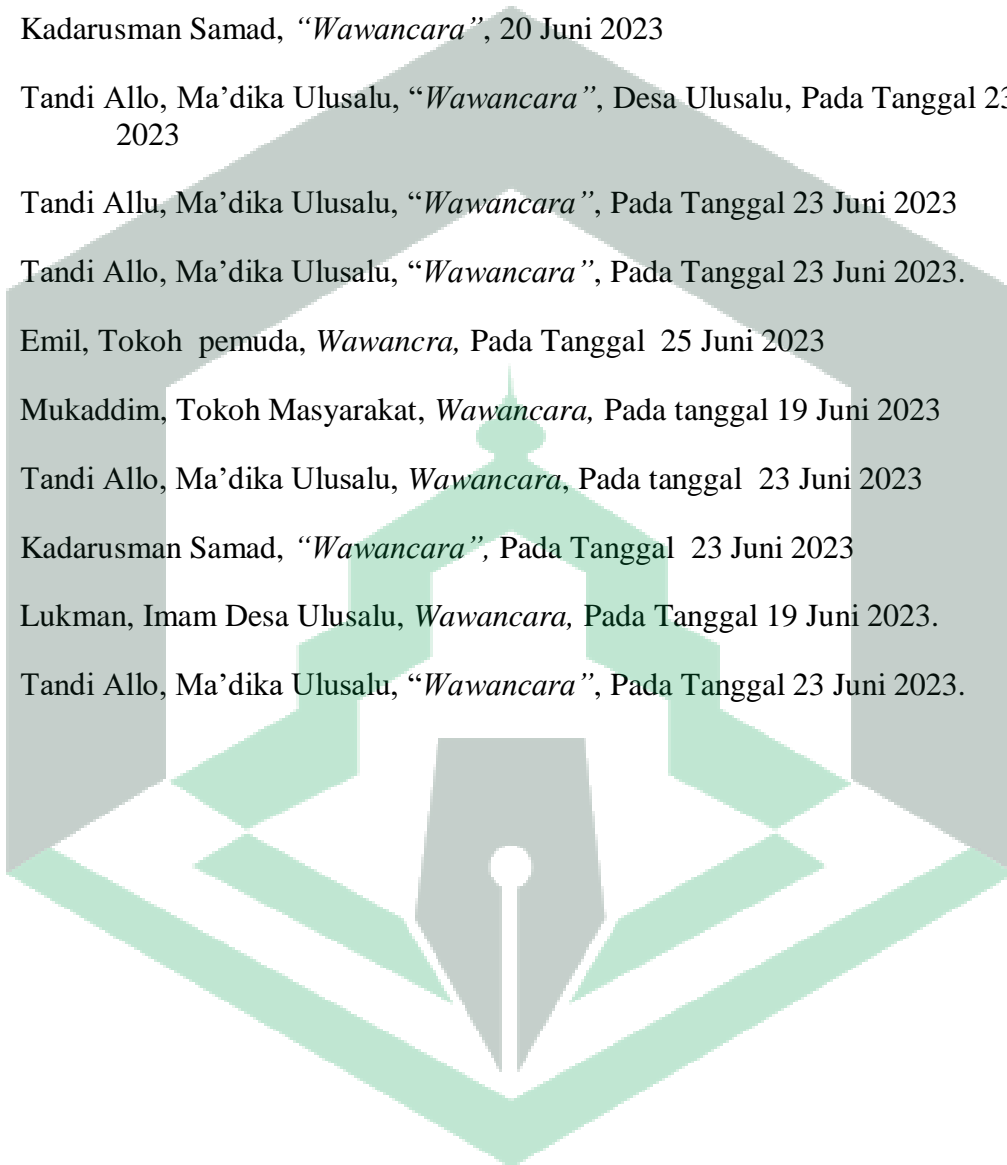 Kadarusman Samad, “Wawancara”, 20 Juni 2023
Tandi Allo, Ma’dika Ulusalu, “Wawancara”, Desa Ulusalu, Pada Tanggal 23
2023
Tandi Allu, Ma’dika Ulusalu, “Wawancara”, Pada Tanggal 23 Juni 2023
Tandi Allo, Ma’dika Ulusalu, “Wawancara”, Pada Tanggal 23 Juni 2023.
Emil, Tokoh pemuda, Wawancra, Pada Tanggal 25 Juni 2023
Mukaddim, Tokoh Masyarakat, Wawancara, Pada tanggal 19 Juni 2023
Tandi Allo, Ma’dika Ulusalu, Wawancara, Pada tanggal 23 Juni 2023
Kadarusman Samad, “Wawancara”, Pada Tanggal 23 Juni 2023
Lukman, Imam Desa Ulusalu, Wawancara, Pada Tanggal 19 Juni 2023.
Tandi Allo, Ma’dika Ulusalu, “Wawancara”, Pada Tanggal 23 Juni 2023.